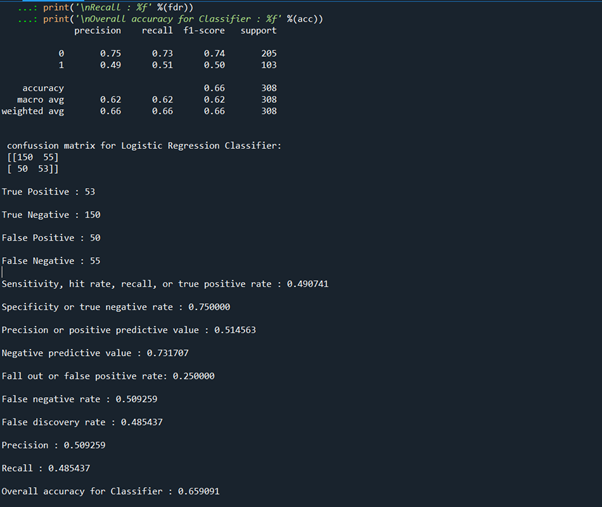 ...: print('\nRecall : %f' %(fdr))
...: print('\nOverall accuracy for Classifier : %f' %(acc))
precision recall f1-score support
0 0.75 0.73 0.74 205
1 0.49 0.51 0.50 103
accuracy 0.66 308
macro avg 0.62 0.62 0.62 308
weighted avg 0.66 0.66 0.66 308
confussion matrix for Logistic Regression Classifier:
[[150 55]
[ 50 53]]
True Positive : 53
True Negative : 150
False Positive : 50
False Negative : 55
Sensitivity, hit rate, recall, or true positive rate : 0.490741
Specificity or true negative rate : 0.750000
Precision or positive predictive value : 0.514563
Negative predictive value : 0.731707
Fall out or false positive rate: 0.250000
False negative rate : 0.509259
False discovery rate : 0.485437
Precision : 0.509259
Recall : 0.485437
Overall accuracy for Classifier : 0.659091